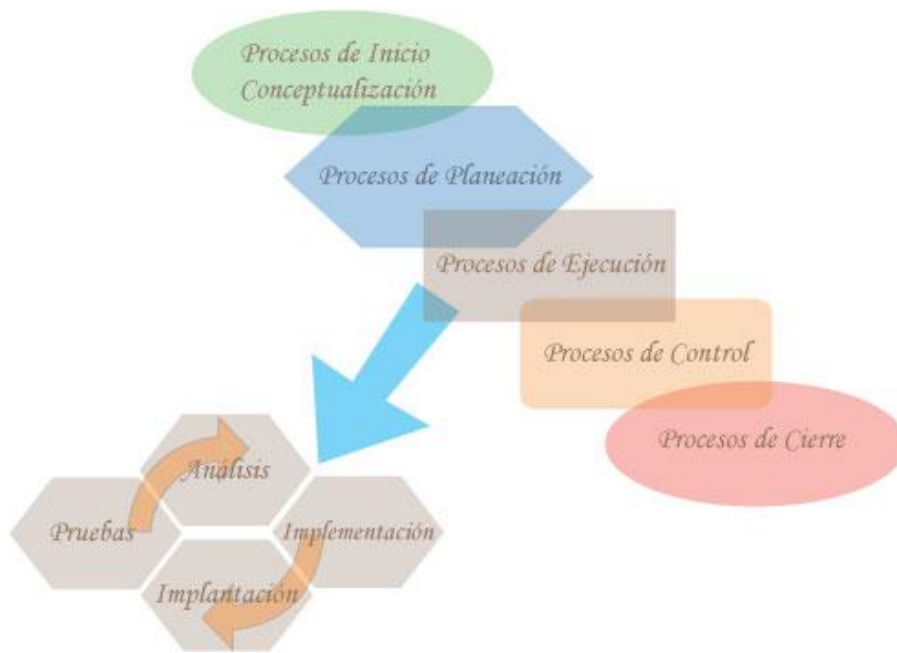 Procesos de Inicio
Conceptualización
Procesos de Planeación
Procesos de Ejecución
Procesos de Control
Procesos de Cierre
Análisis
Pruebas
Implementación
Implantación